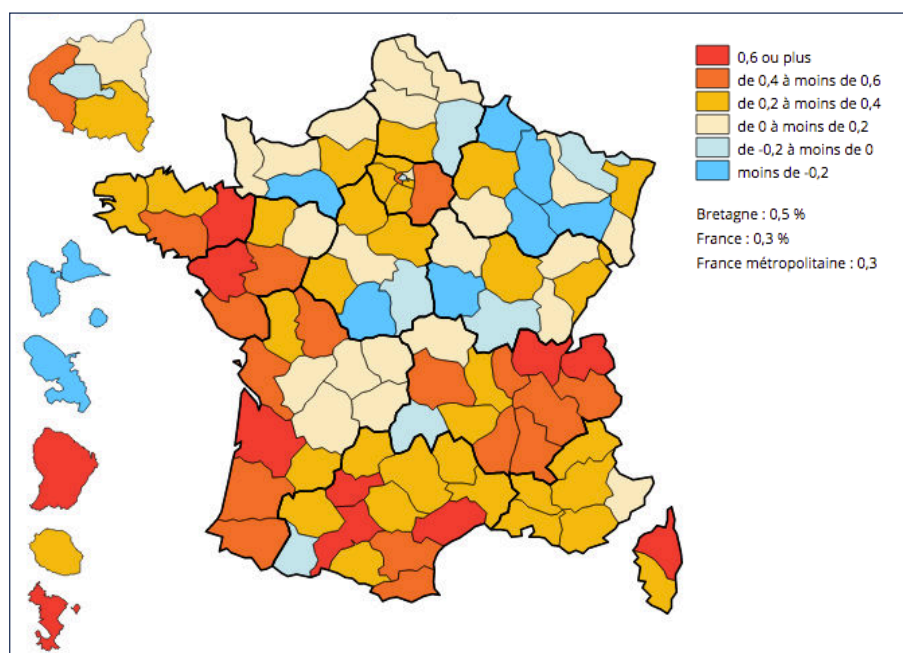 0,6 ou plus
de 0,4 à moins de 0,6
de 0,2 à moins de 0,4
de 0 à moins de 0,2
de -0,2 à moins de 0
moins de -0,2
Bretagne : 0,5 %
France : 0,3 %
France métropolitaine : 0,3